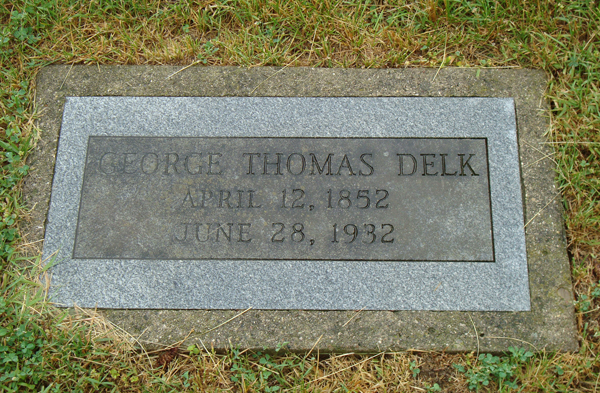 GEORGE THOMAS DELK
APRIL 12, 1852
JUNE 28, 1932